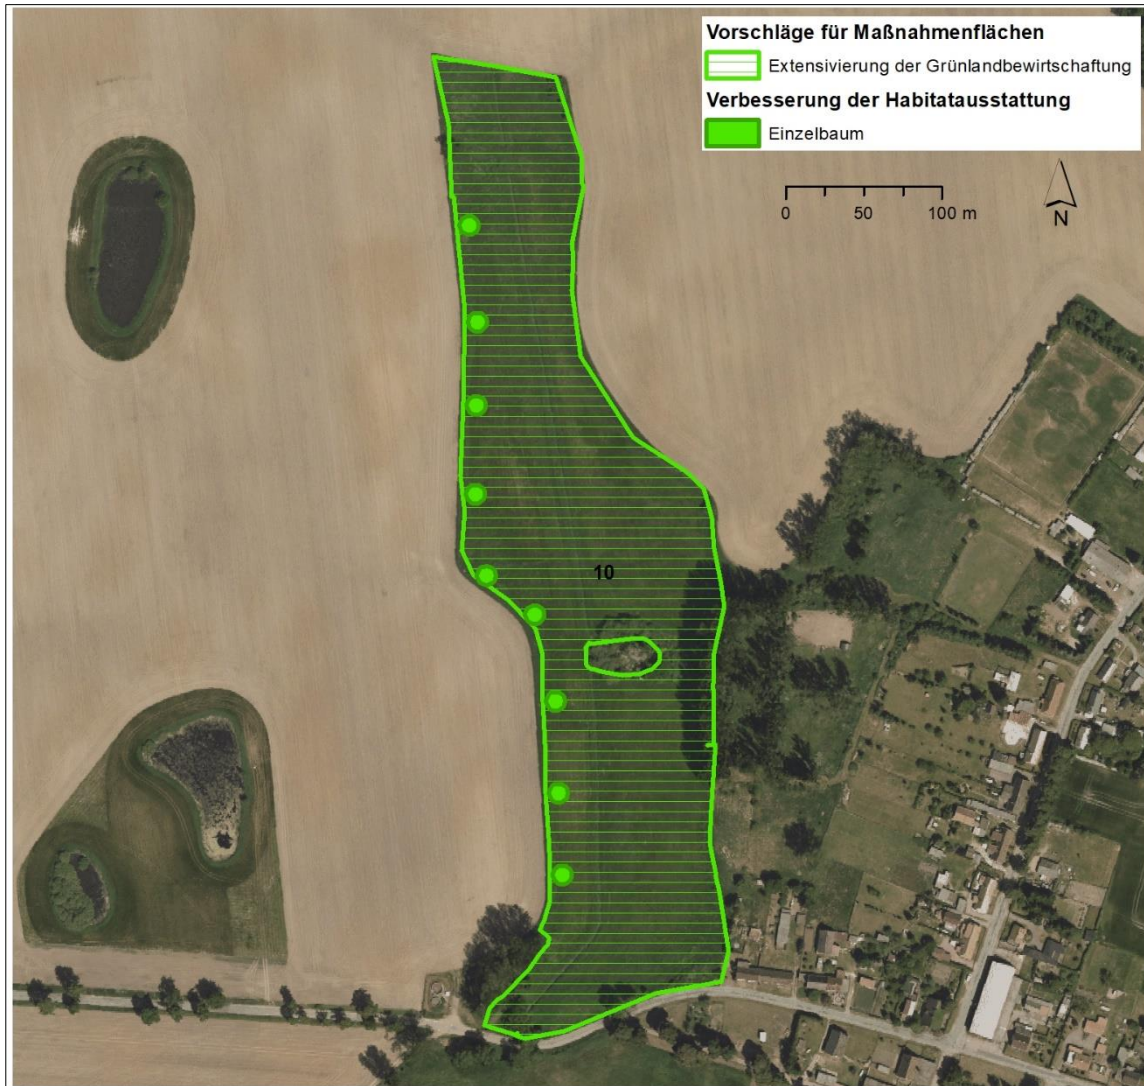 Vorschläge für Maßnahmenflächen
Extensivierung der Grünlandbewirtschaftung
Verbesserung der Habitatausstattung
Einzelbaum
0 50 100 m
N
10